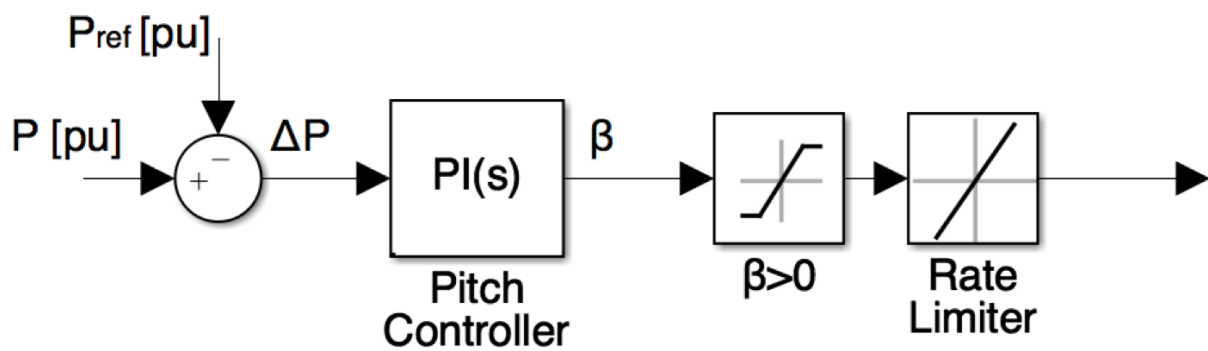 Pref [pu]
P [pu]
−
+
ΔP
PI(s)
β
Pitch
Controller
β>0
Rate
Limiter